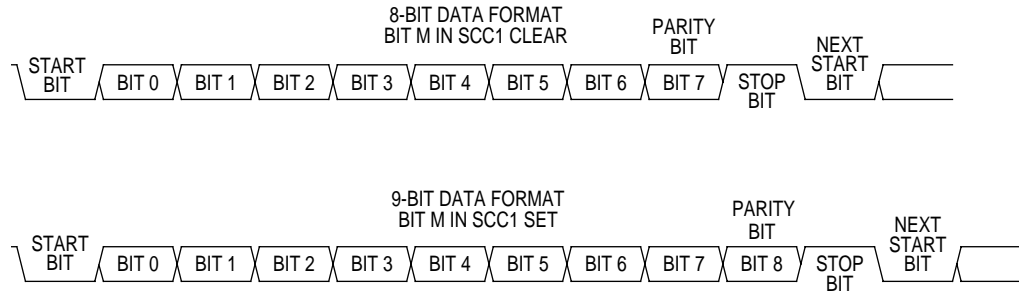 8-BIT DATA FORMAT
BIT M IN SCC1 CLEAR
PARITY
BIT
START
BIT
BIT 0
BIT 1
BIT 2
BIT 3
BIT 4
BIT 5
BIT 6
BIT 7
STOP
BIT
NEXT
START
BIT
9-BIT DATA FORMAT
BIT M IN SCC1 SET
PARITY
BIT
START
BIT
BIT 0
BIT 1
BIT 2
BIT 3
BIT 4
BIT 5
BIT 6
BIT 7
BIT 8
STOP
BIT
NEXT
START
BIT